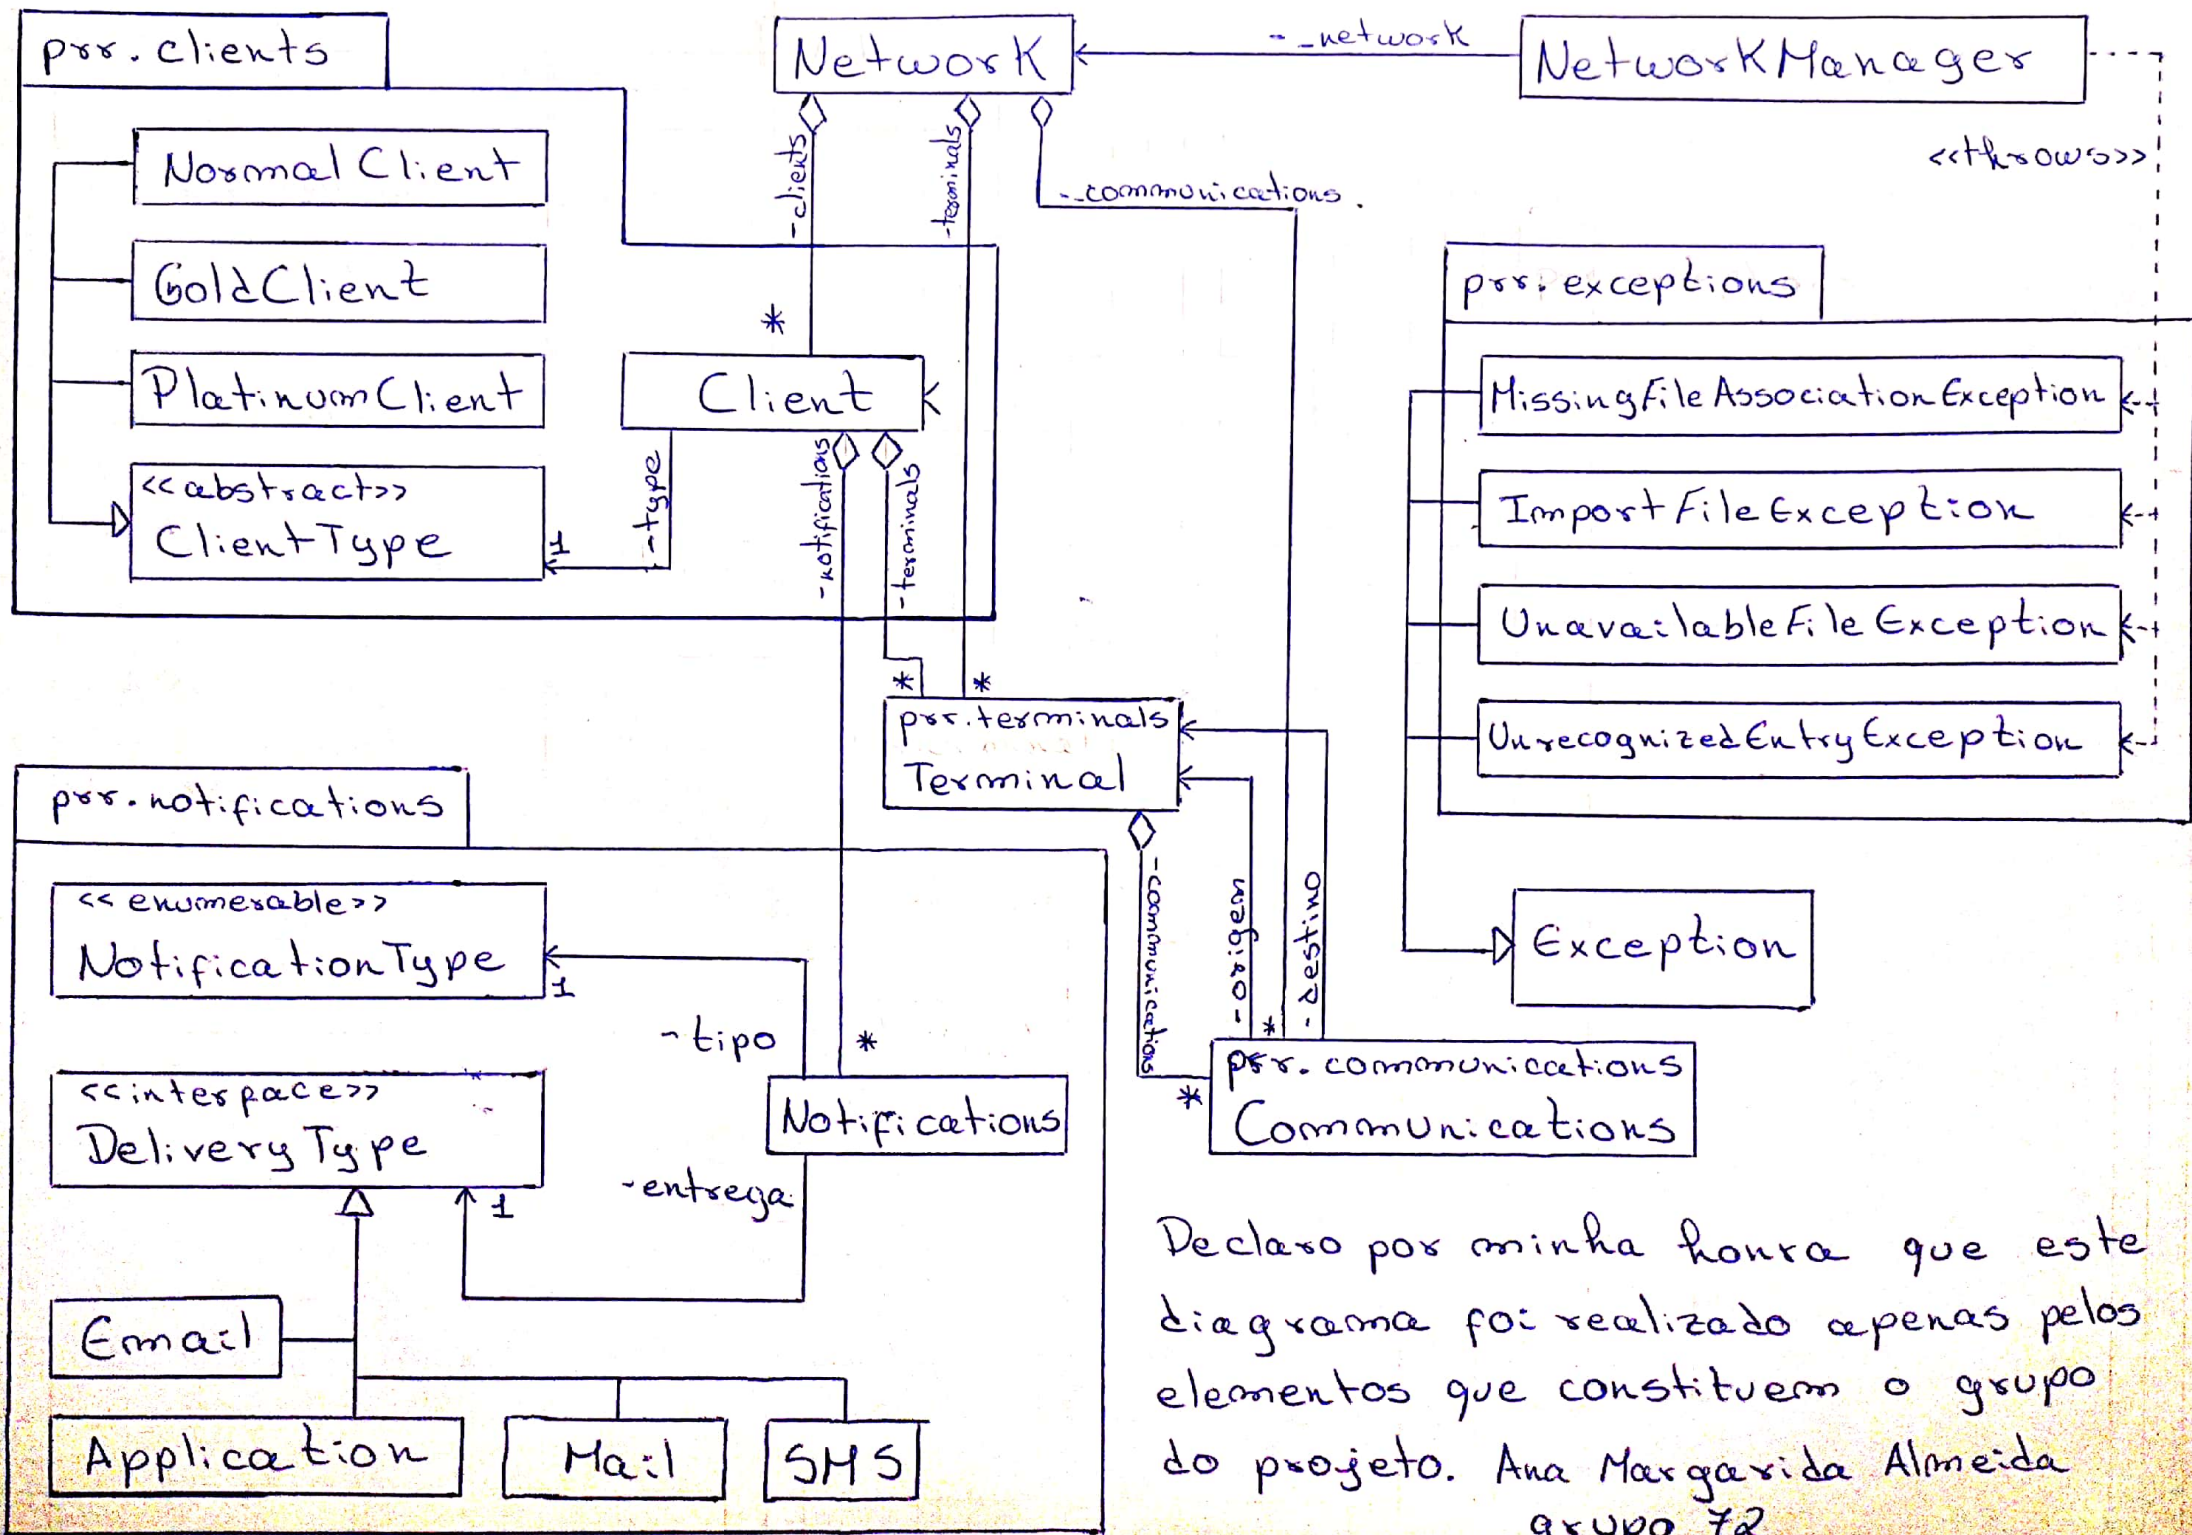 prr.clients
NormalClient
GoldClient
PlatinumClient
<<abstract>>
ClientType
1
-_type
Client
*
-clients
-terminals
-_communications.
Network
-_network
NetworkManager
<<throws>>
-notifications
-terminals
*
*
prr.terminals
Terminal
prr.exceptions
MissingFileAssociationException
ImportFileException
UnavailableFileException
UnrecognizedEntryException
Exception
prr.notifications
<<enumerable>>
NotificationType
1
-tipo
*
<<interface>>
DeliveryType
1
-entrega
Notifications
Email
Application
Mail
SMS
-communications
-origem
-destino
*
*
prr.communications
Communications
Declaro por minha honra que este
diagrama foi realizado apenas pelos
elementos que constituem o grupo
do projeto. Ana Margarida Almeida
grupo 72